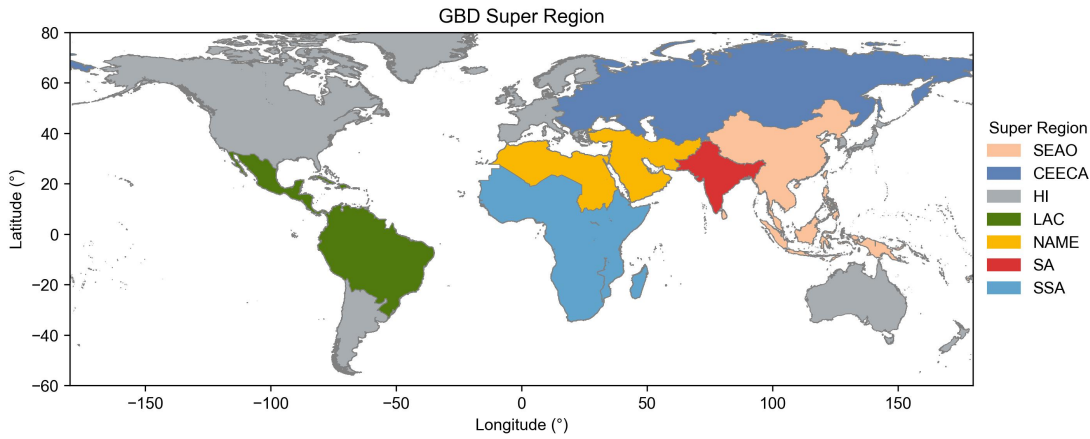 GBD Super Region
80
60
40
20
0
−20
−40
−60
Latitude (°)
−150
−100
−50
0
50
100
150
Longitude (°)
Super Region
SEAO
CEECA
HI
LAC
NAME
SA
SSA